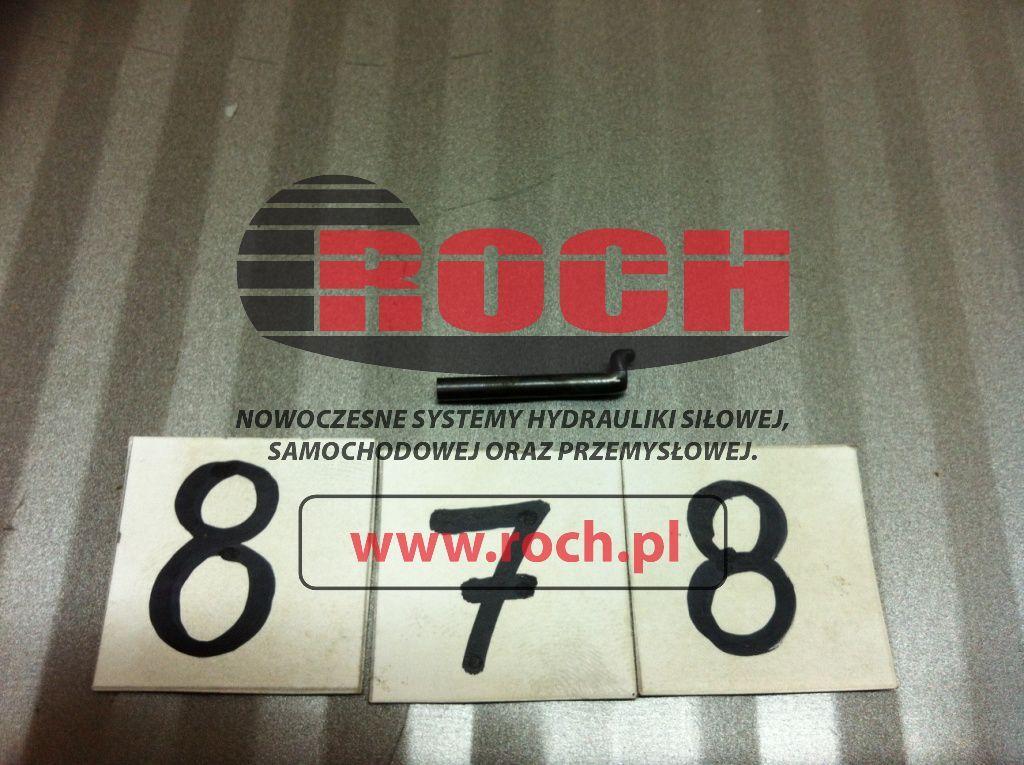 ROCH
NOWOCZESNE SYSTEMY HYDRAULIKI SIŁOWEJ,
SAMOCHODOWEJ ORAZ PRZEMYSŁOWEJ.
8 7 8
www.roch.pl